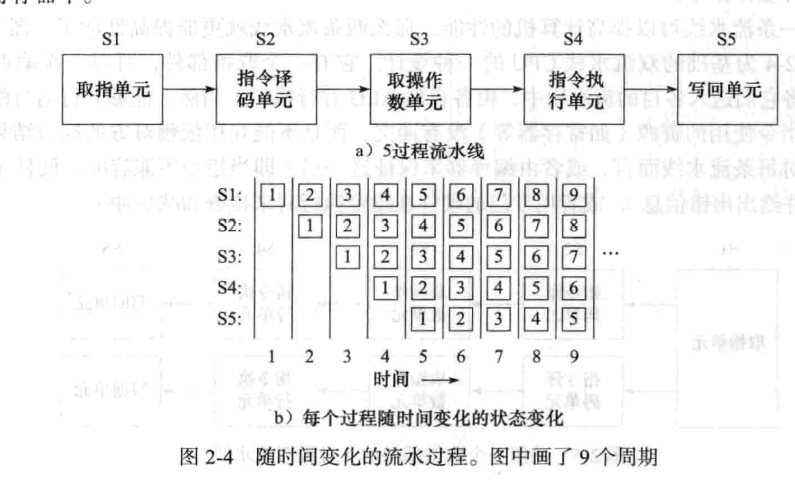 S1 S2 S3 S4 S5
取指单元 指令译码单元 取操作数单元 指令执行单元 写回单元
a）5过程流水线
S1: 1 2 3 4 5 6 7 8 9
S2: 1 2 3 4 5 6 7 8
S3: 1 2 3 4 5 6 7 …
S4: 1 2 3 4 5 6
S5: 1 2 3 4 5
1 2 3 4 5 6 7 8 9
时间
b）每个过程随时间变化的状态变化
图 2-4 随时间变化的流水过程。图中画了 9 个周期